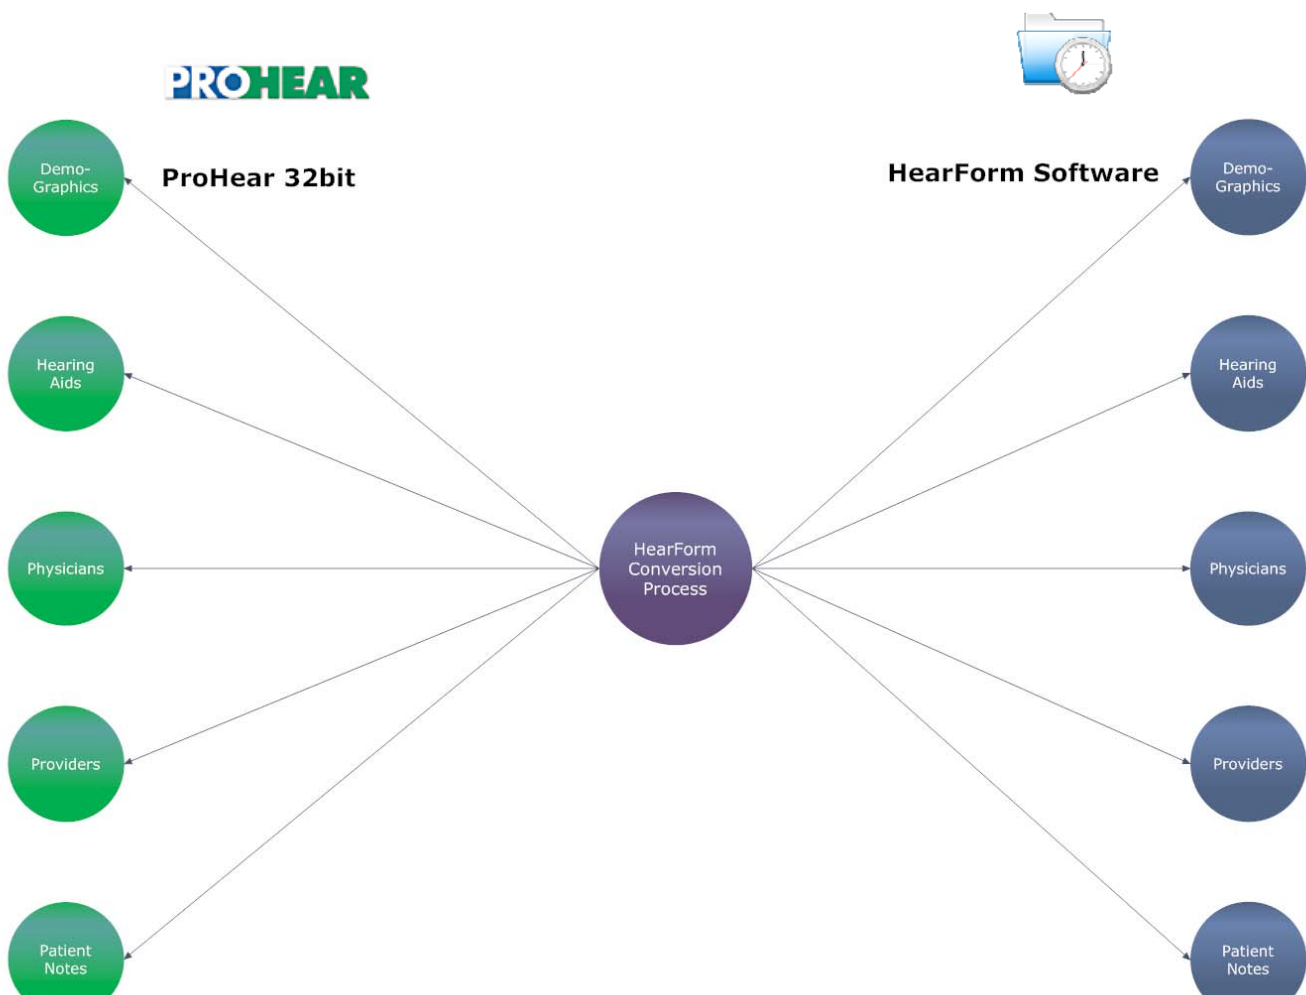 PROHEAR
ProHear 32bit
HearForm Software
Demo-
Graphics
Hearing
Aids
Physicians
Providers
Patient
Notes
HearForm
Conversion
Process
Demo-
Graphics
Hearing
Aids
Physicians
Providers
Patient
Notes